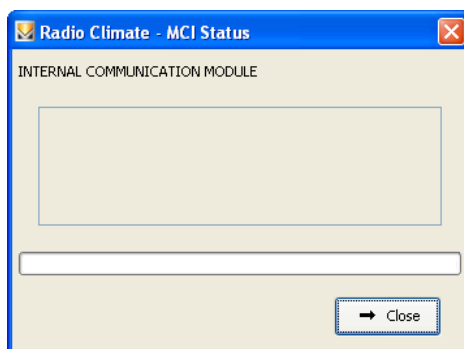 Radio Climate - MCI Status
INTERNAL COMMUNICATION MODULE
Close